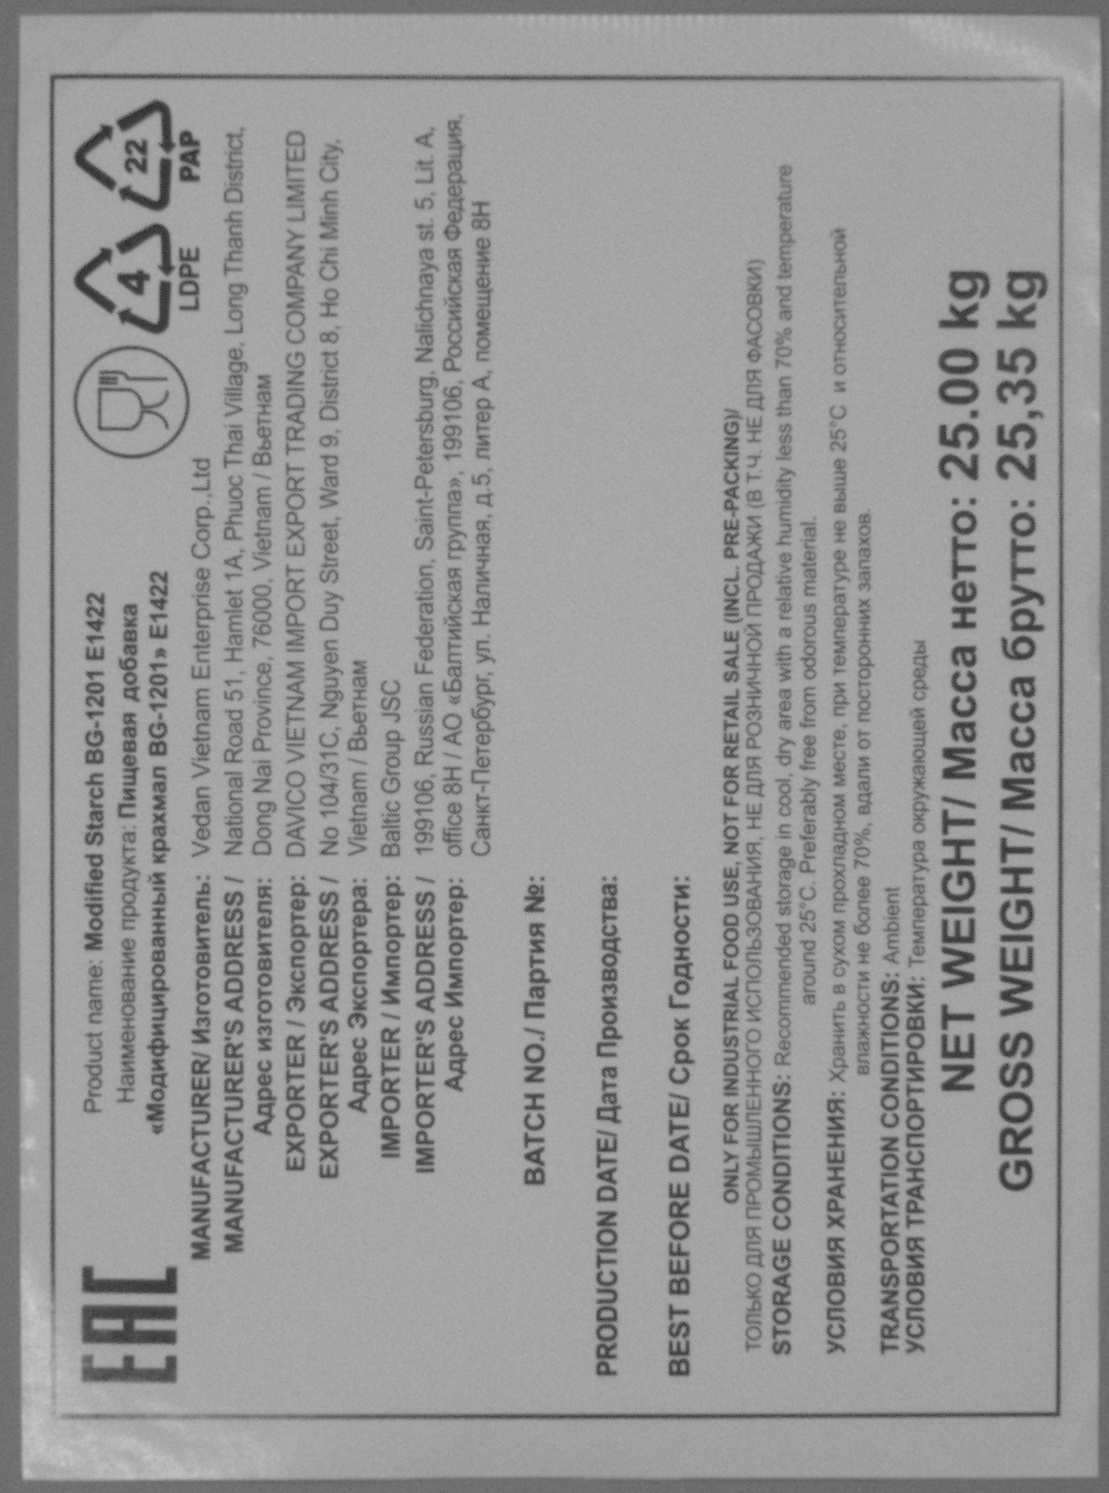 EAC
Product name: Modified Starch BG-1201 E1422
Наименование продукта: Пищевая добавка
«Модифицированный крахмал BG-1201» E1422
4
LDPE
22
PAP
MANUFACTURER/ Изготовитель: Vedan Vietnam Enterprise Corp.,Ltd
MANUFACTURER'S ADDRESS / National Road 51, Hamlet 1A, Phuoc Thai Village, Long Thanh District,
Адрес изготовителя: Dong Nai Province, 76000, Vietnam / Вьетнам
EXPORTER / Экспортер: DAVICO VIETNAM IMPORT EXPORT TRADING COMPANY LIMITED
EXPORTER'S ADDRESS / No 104/31C, Nguyen Duy Street, Ward 9, District 8, Ho Chi Minh City,
Адрес Экспортера: Vietnam / Вьетнам
IMPORTER / Импортер: Baltic Group JSC
IMPORTER'S ADDRESS / 199106, Russian Federation, Saint-Petersburg, Nalichnaya st. 5, Lit. A,
Адрес Импортер: office 8H / АО «Балтийская группа», 199106, Российская Федерация,
Санкт-Петербург, ул. Наличная, д.5, литер А, помещение 8Н
BATCH NO./ Партия №:
PRODUCTION DATE/ Дата Производства:
BEST BEFORE DATE/ Срок Годности:
ONLY FOR INDUSTRIAL FOOD USE, NOT FOR RETAIL SALE (INCL. PRE-PACKING)/
ТОЛЬКО ДЛЯ ПРОМЫШЛЕННОГО ИСПОЛЬЗОВАНИЯ, НЕ ДЛЯ РОЗНИЧНОЙ ПРОДАЖИ (В Т.Ч. НЕ ДЛЯ ФАСОВКИ)
STORAGE CONDITIONS: Recommended storage in cool, dry area with a relative humidity less than 70% and temperature
around 25°C. Preferably free from odorous material.
УСЛОВИЯ ХРАНЕНИЯ: Хранить в сухом прохладном месте, при температуре не выше 25°C и относительной
влажности не более 70%, вдали от посторонних запахов.
TRANSPORTATION CONDITIONS: Ambient
УСЛОВИЯ ТРАНСПОРТИРОВКИ: Температура окружающей среды
NET WEIGHT/ Масса нетто: 25.00 kg
GROSS WEIGHT/ Масса брутто: 25,35 kg